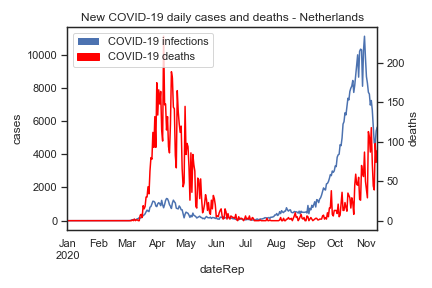 New COVID-19 daily cases and deaths - Netherlands
COVID-19 infections
COVID-19 deaths
10000
8000
6000
4000
2000
0
cases
200
150
100
50
0
deaths
Jan Feb Mar Apr May Jun Jul Aug Sep Oct Nov
2020
dateRep